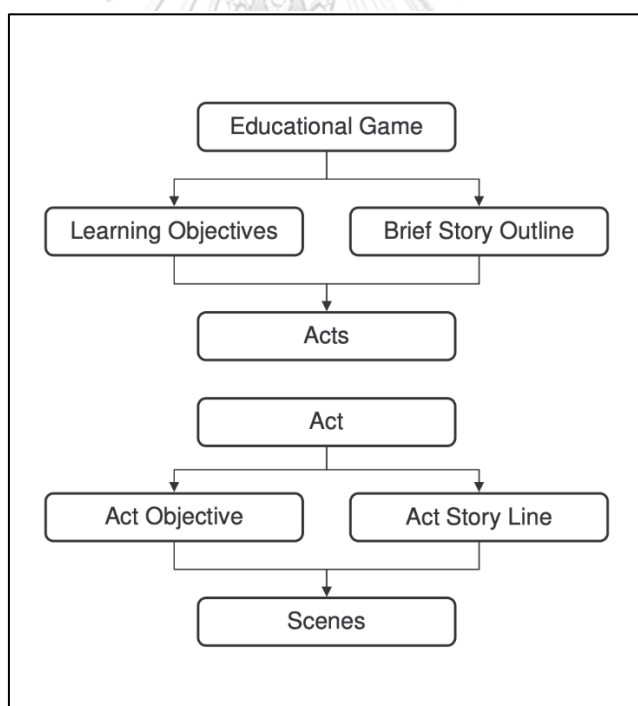 Educational Game
Learning Objectives
Brief Story Outline
Acts
Act
Act Objective
Act Story Line
Scenes